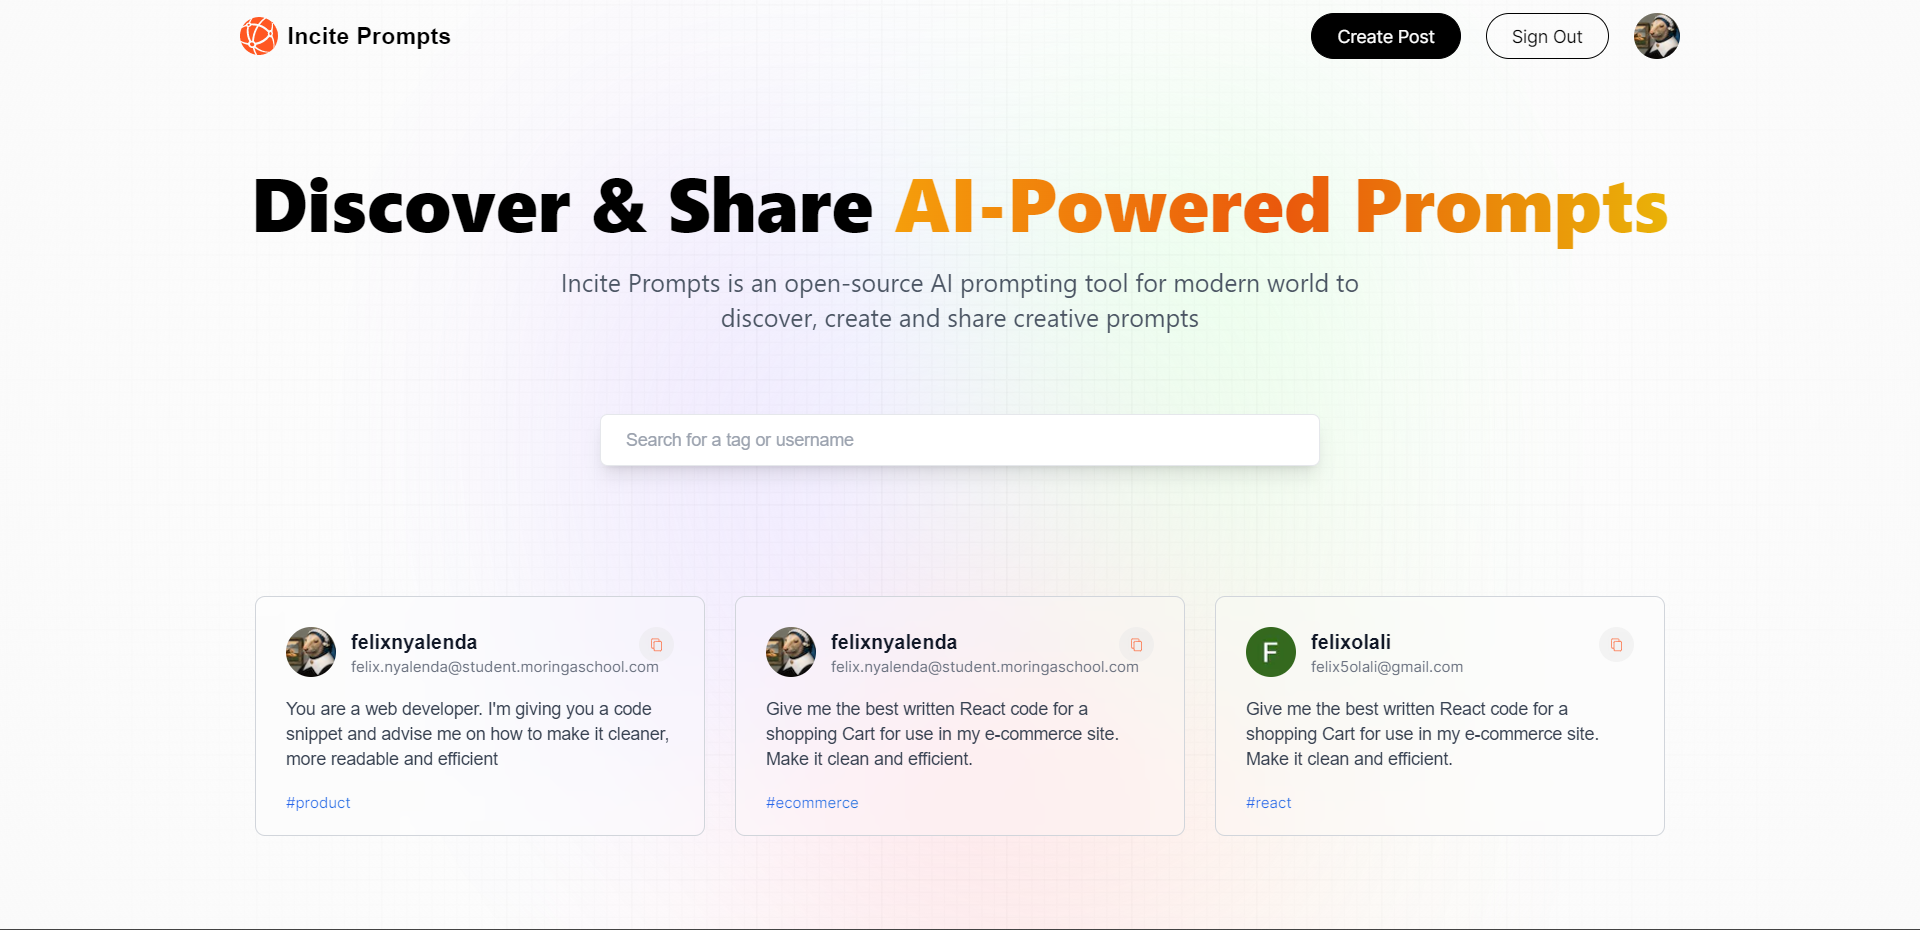 Incite Prompts
Create Post
Sign Out
Discover & Share AI-Powered Prompts
Incite Prompts is an open-source AI prompting tool for modern world to
discover, create and share creative prompts
Search for a tag or username
felixnyalenda
felix.nyalenda@student.moringaschool.com
You are a web developer. I'm giving you a code
snippet and advise me on how to make it cleaner,
more readable and efficient
#product
felixnyalenda
felix.nyalenda@student.moringaschool.com
Give me the best written React code for a
shopping Cart for use in my e-commerce site.
Make it clean and efficient.
#ecommerce
F
felixolali
felix5olali@gmail.com
Give me the best written React code for a
shopping Cart for use in my e-commerce site.
Make it clean and efficient.
#react